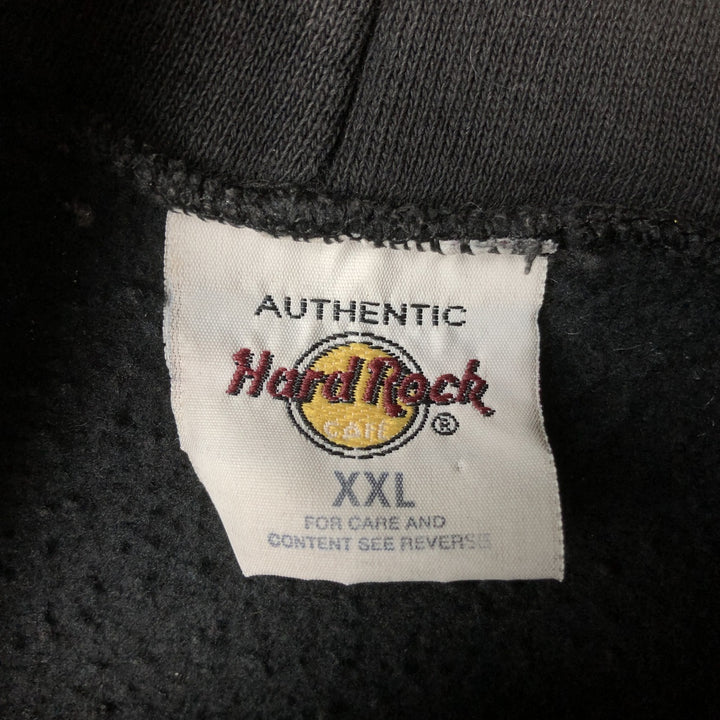 AUTHENTIC
Hard Rock
CAFE
®
XXL
FOR CARE AND
CONTENT SEE REVERSE